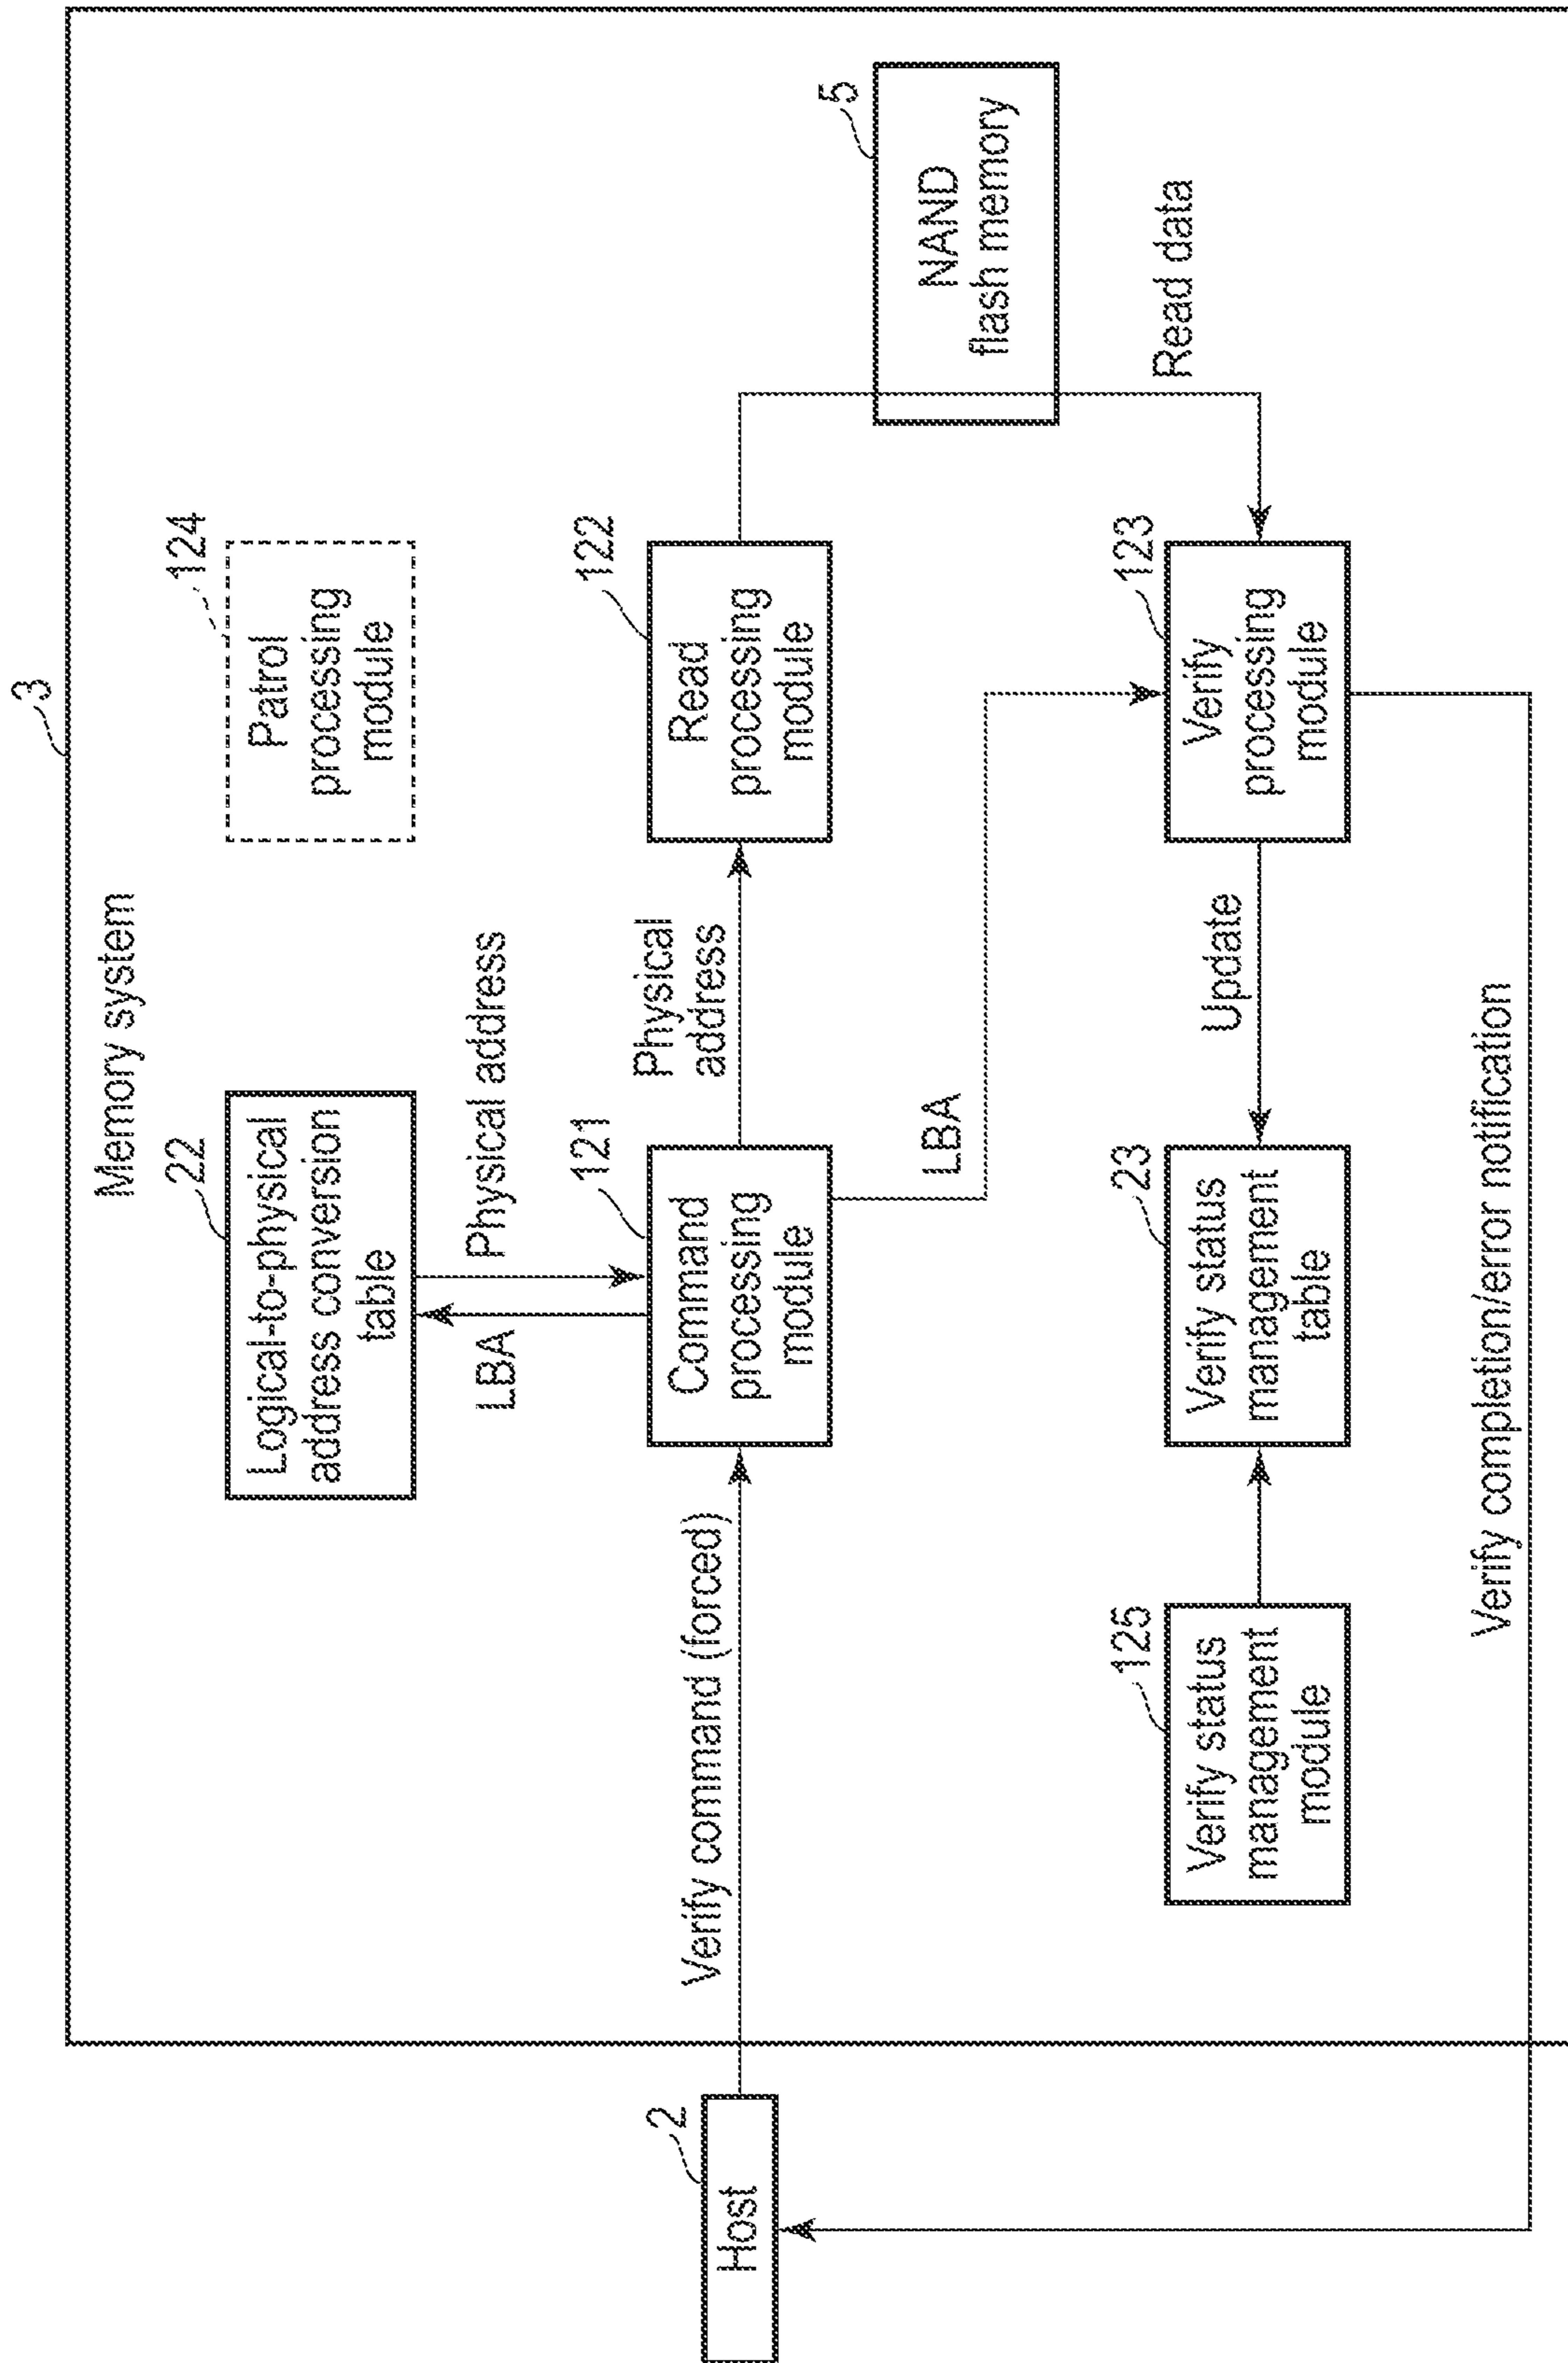 3
Memory system
22
Logical-to-physical
address conversion
table
124
Patrol
processing
module
LBA
Physical address
2
Host
Verify command (forced)
121
Command
processing
module
Physical
address
122
Read
processing
module
5
NAND
flash memory
LBA
Read data
125
Verify status
management
module
23
Verify status
management
table
Update
123
Verify
processing
module
Verify completion/error notification